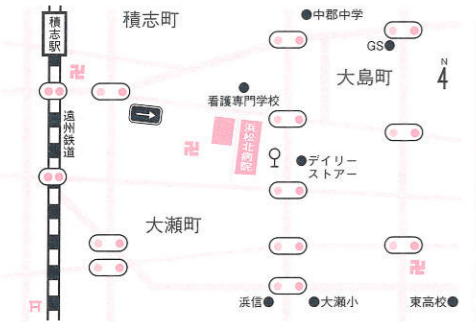 積志町
中郡中学
積志駅
GS
N
4
大島町
看護専門学校
遠州鉄道
浜松北病院
デイリー
ストアー
大瀬町
浜信
大瀬小
東高校